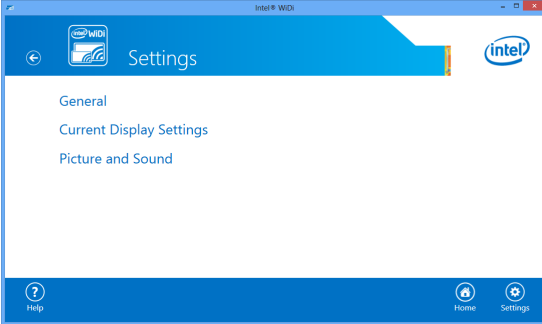 Intel® WiDi
intel WiDi
Settings
intel
General
Current Display Settings
Picture and Sound
?
Help
Home
Settings